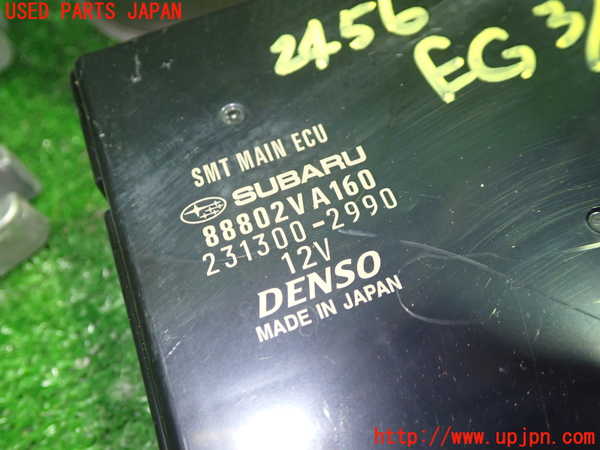 USED PARTS JAPAN
2456
EG 3/
SMT MAIN ECU
SUBARU
88802VA160
231300-2990
12V
DENSO
MADE IN JAPAN
http://www.upjpn.com